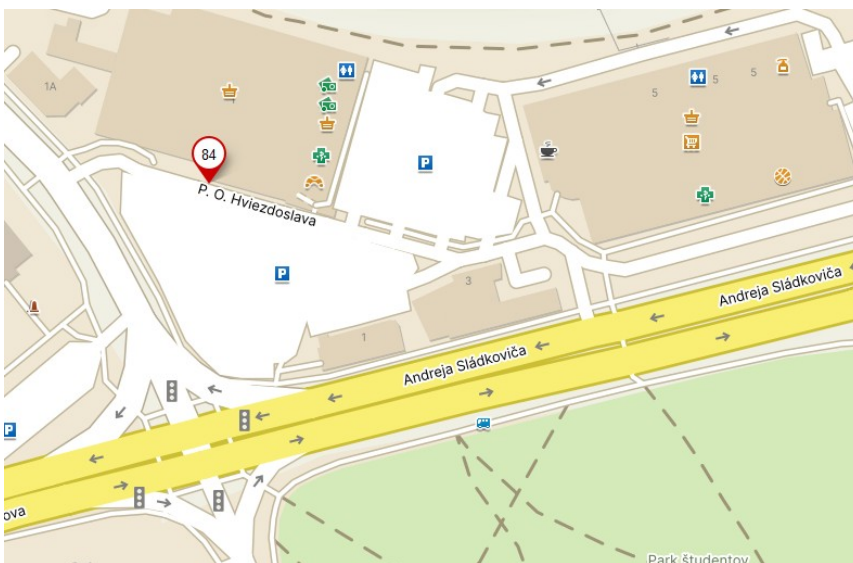 1A
5
5
5
84
P. O. Hviezdoslava
P
P
3
1
Andreja Sládkoviča
Andreja Sládkoviča
P
ova
Park študentov